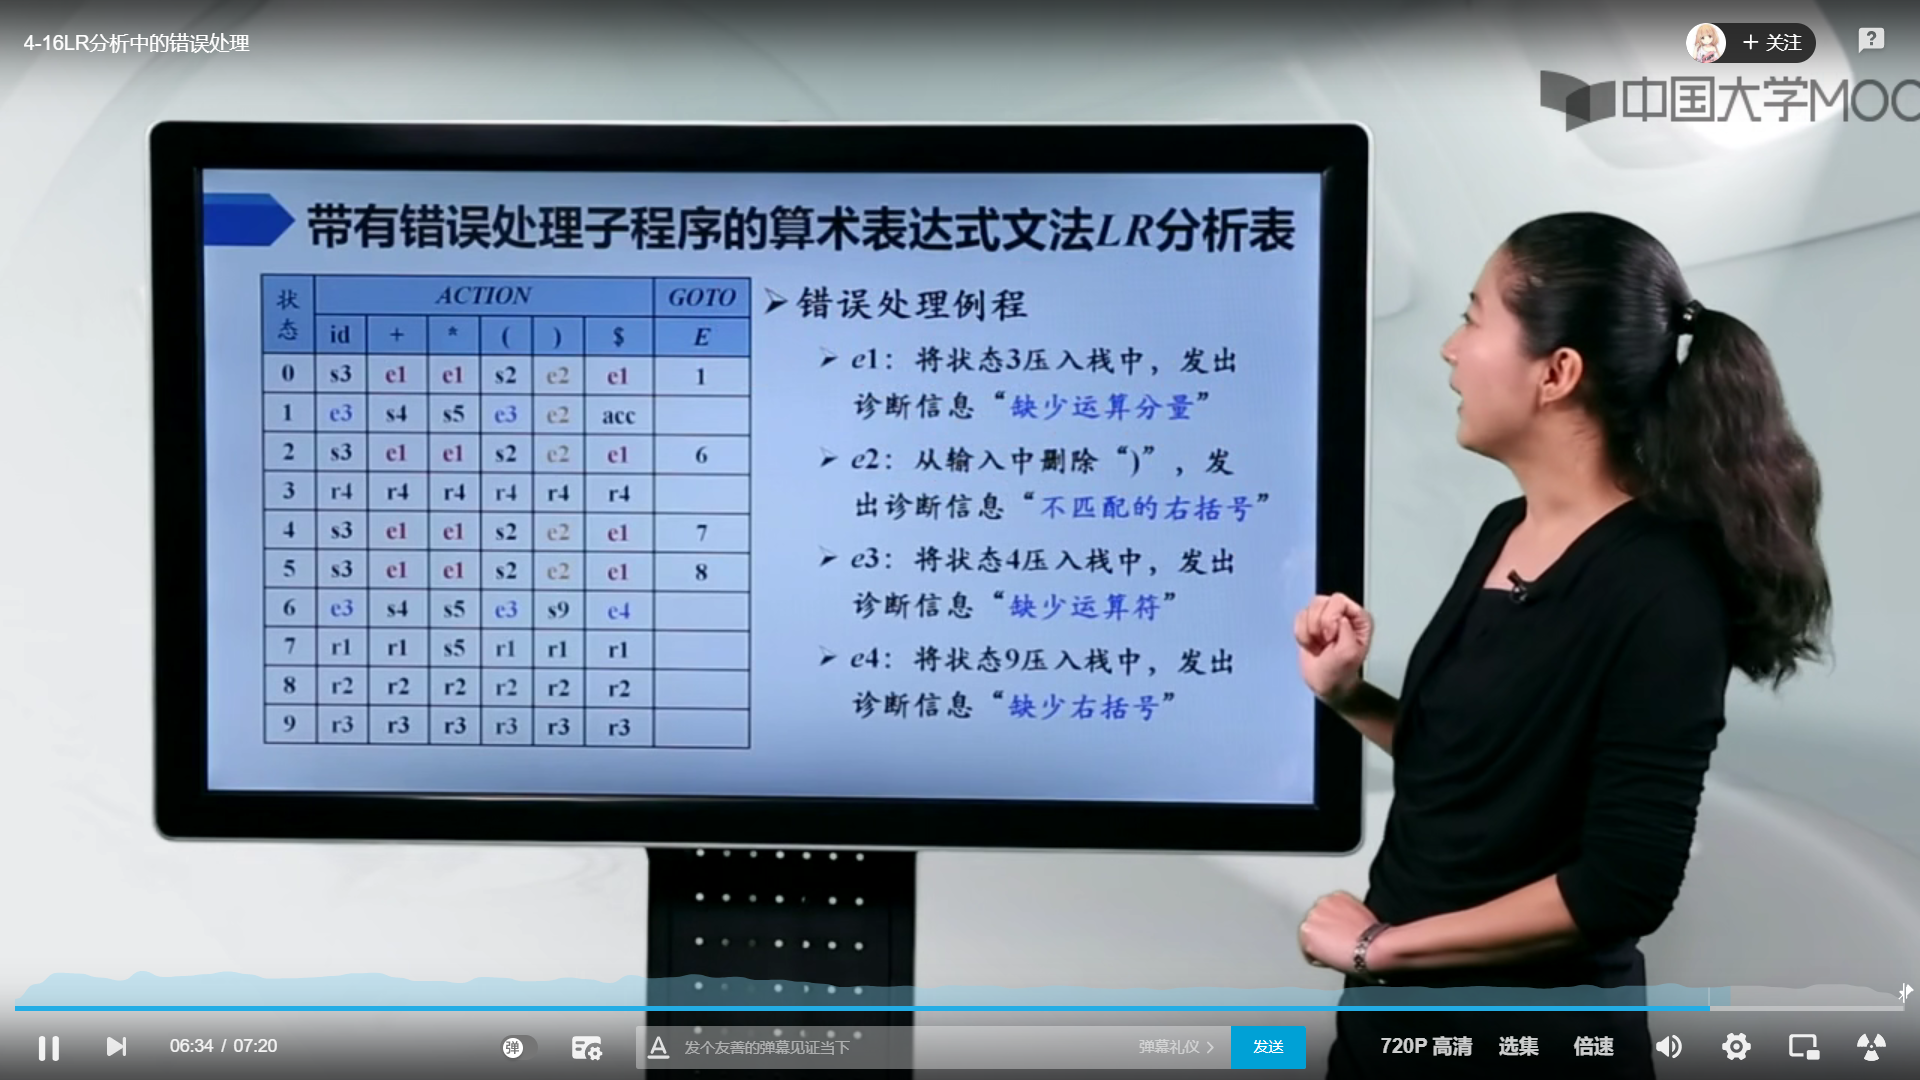 4-16LR分析中的错误处理
+ 关注
中国大学MOO
带有错误处理子程序的算术表达式文法LR分析表
状态 ACTION GOTO
id + * ( ) $ E
0 s3 e1 e1 s2 e2 e1 1
1 e3 s4 s5 e3 e2 acc
2 s3 e1 e1 s2 e2 e1 6
3 r4 r4 r4 r4 r4 r4
4 s3 e1 e1 s2 e2 e1 7
5 s3 e1 e1 s2 e2 e1 8
6 e3 s4 s5 e3 s9 e4
7 r1 r1 s5 r1 r1 r1
8 r2 r2 r2 r2 r2 r2
9 r3 r3 r3 r3 r3 r3
➢错误处理例程
➢ e1：将状态3压入栈中，发出
诊断信息“缺少运算分量”
➢ e2：从输入中删除“)”，发
出诊断信息“不匹配的右括号”
➢ e3：将状态4压入栈中，发出
诊断信息“缺少运算符”
➢ e4：将状态9压入栈中，发出
诊断信息“缺少右括号”
06:34 / 07:20
弹
A 发个友善的弹幕见证当下
弹幕礼仪 >
发送
720P 高清
选集
倍速